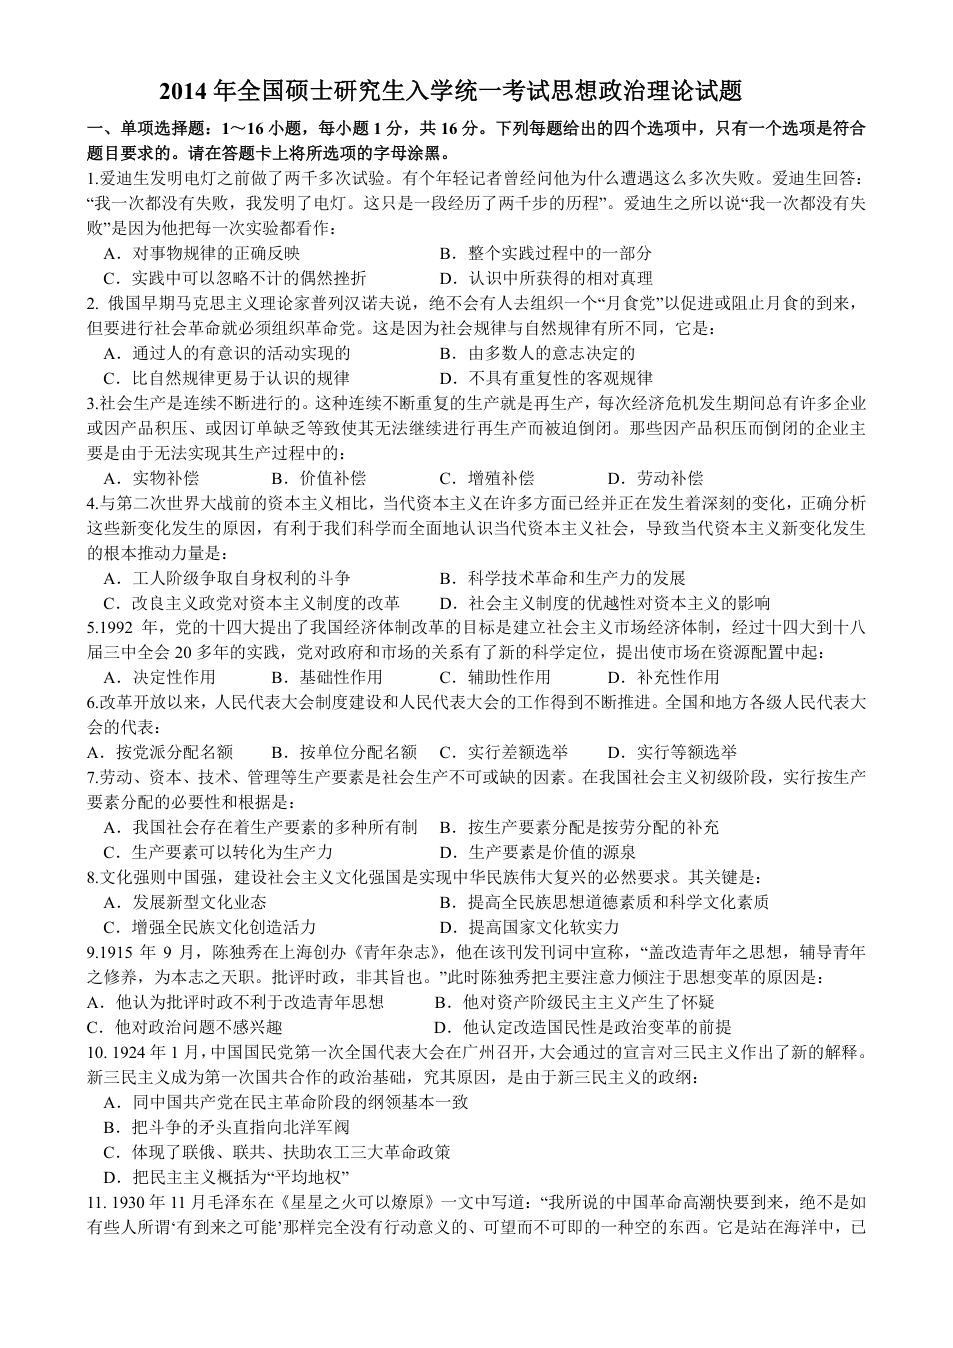 2014 年全国硕士研究生入学统一考试思想政治理论试题
一、单项选择题：1～16 小题，每小题 1 分，共 16 分。下列每题给出的四个选项中，只有一个选项是符合
题目要求的。请在答题卡上将所选项的字母涂黑。
1.爱迪生发明电灯之前做了两千多次试验。有个年轻记者曾经问他为什么遭遇这么多次失败。爱迪生回答：
“我一次都没有失败，我发明了电灯。这只是一段经历了两千步的历程”。爱迪生之所以说“我一次都没有失
败”是因为他把每一次实验都看作：
A．对事物规律的正确反映 B．整个实践过程中的一部分
C．实践中可以忽略不计的偶然挫折 D．认识中所获得的相对真理
2. 俄国早期马克思主义理论家普列汉诺夫说，绝不会有人去组织一个“月食党”以促进或阻止月食的到来，
但要进行社会革命就必须组织革命党。这是因为社会规律与自然规律有所不同，它是：
A．通过人的有意识的活动实现的 B．由多数人的意志决定的
C．比自然规律更易于认识的规律 D．不具有重复性的客观规律
3.社会生产是连续不断进行的。这种连续不断重复的生产就是再生产，每次经济危机发生期间总有许多企业
或因产品积压、或因订单缺乏等致使其无法继续进行再生产而被迫倒闭。那些因产品积压而倒闭的企业主
要是由于无法实现其生产过程中的：
A．实物补偿 B．价值补偿 C．增殖补偿 D．劳动补偿
4.与第二次世界大战前的资本主义相比，当代资本主义在许多方面已经并正在发生着深刻的变化，正确分析
这些新变化发生的原因，有利于我们科学而全面地认识当代资本主义社会，导致当代资本主义新变化发生
的根本推动力量是：
A．工人阶级争取自身权利的斗争 B．科学技术革命和生产力的发展
C．改良主义政党对资本主义制度的改革 D．社会主义制度的优越性对资本主义的影响
5.1992 年，党的十四大提出了我国经济体制改革的目标是建立社会主义市场经济体制，经过十四大到十八
届三中全会 20 多年的实践，党对政府和市场的关系有了新的科学定位，提出使市场在资源配置中起：
A．决定性作用 B．基础性作用 C．辅助性作用 D．补充性作用
6.改革开放以来，人民代表大会制度建设和人民代表大会的工作得到不断推进。全国和地方各级人民代表大
会的代表：
A．按党派分配名额 B．按单位分配名额 C．实行差额选举 D．实行等额选举
7.劳动、资本、技术、管理等生产要素是社会生产不可或缺的因素。在我国社会主义初级阶段，实行按生产
要素分配的必要性和根据是：
A．我国社会存在着生产要素的多种所有制 B．按生产要素分配是按劳分配的补充
C．生产要素可以转化为生产力 D．生产要素是价值的源泉
8.文化强则中国强，建设社会主义文化强国是实现中华民族伟大复兴的必然要求。其关键是：
A．发展新型文化业态 B．提高全民族思想道德素质和科学文化素质
C．增强全民族文化创造活力 D．提高国家文化软实力
9.1915 年 9 月，陈独秀在上海创办《青年杂志》，他在该刊发刊词中宣称，“盖改造青年之思想，辅导青年
之修养，为本志之天职。批评时政，非其旨也。”此时陈独秀把主要注意力倾注于思想变革的原因是：
A．他认为批评时政不利于改造青年思想 B．他对资产阶级民主主义产生了怀疑
C．他对政治问题不感兴趣 D．他认定改造国民性是政治变革的前提
10. 1924 年 1 月，中国国民党第一次全国代表大会在广州召开，大会通过的宣言对三民主义作出了新的解释。
新三民主义成为第一次国共合作的政治基础，究其原因，是由于新三民主义的政纲：
A．同中国共产党在民主革命阶段的纲领基本一致
B．把斗争的矛头直指向北洋军阀
C．体现了联俄、联共、扶助农工三大革命政策
D．把民主主义概括为“平均地权”
11. 1930 年 11 月毛泽东在《星星之火可以燎原》一文中写道：“我所说的中国革命高潮快要到来，绝不是如
有些人所谓‘有到来之可能’那样完全没有行动意义的、可望而不可即的一种空的东西。它是站在海洋中，已